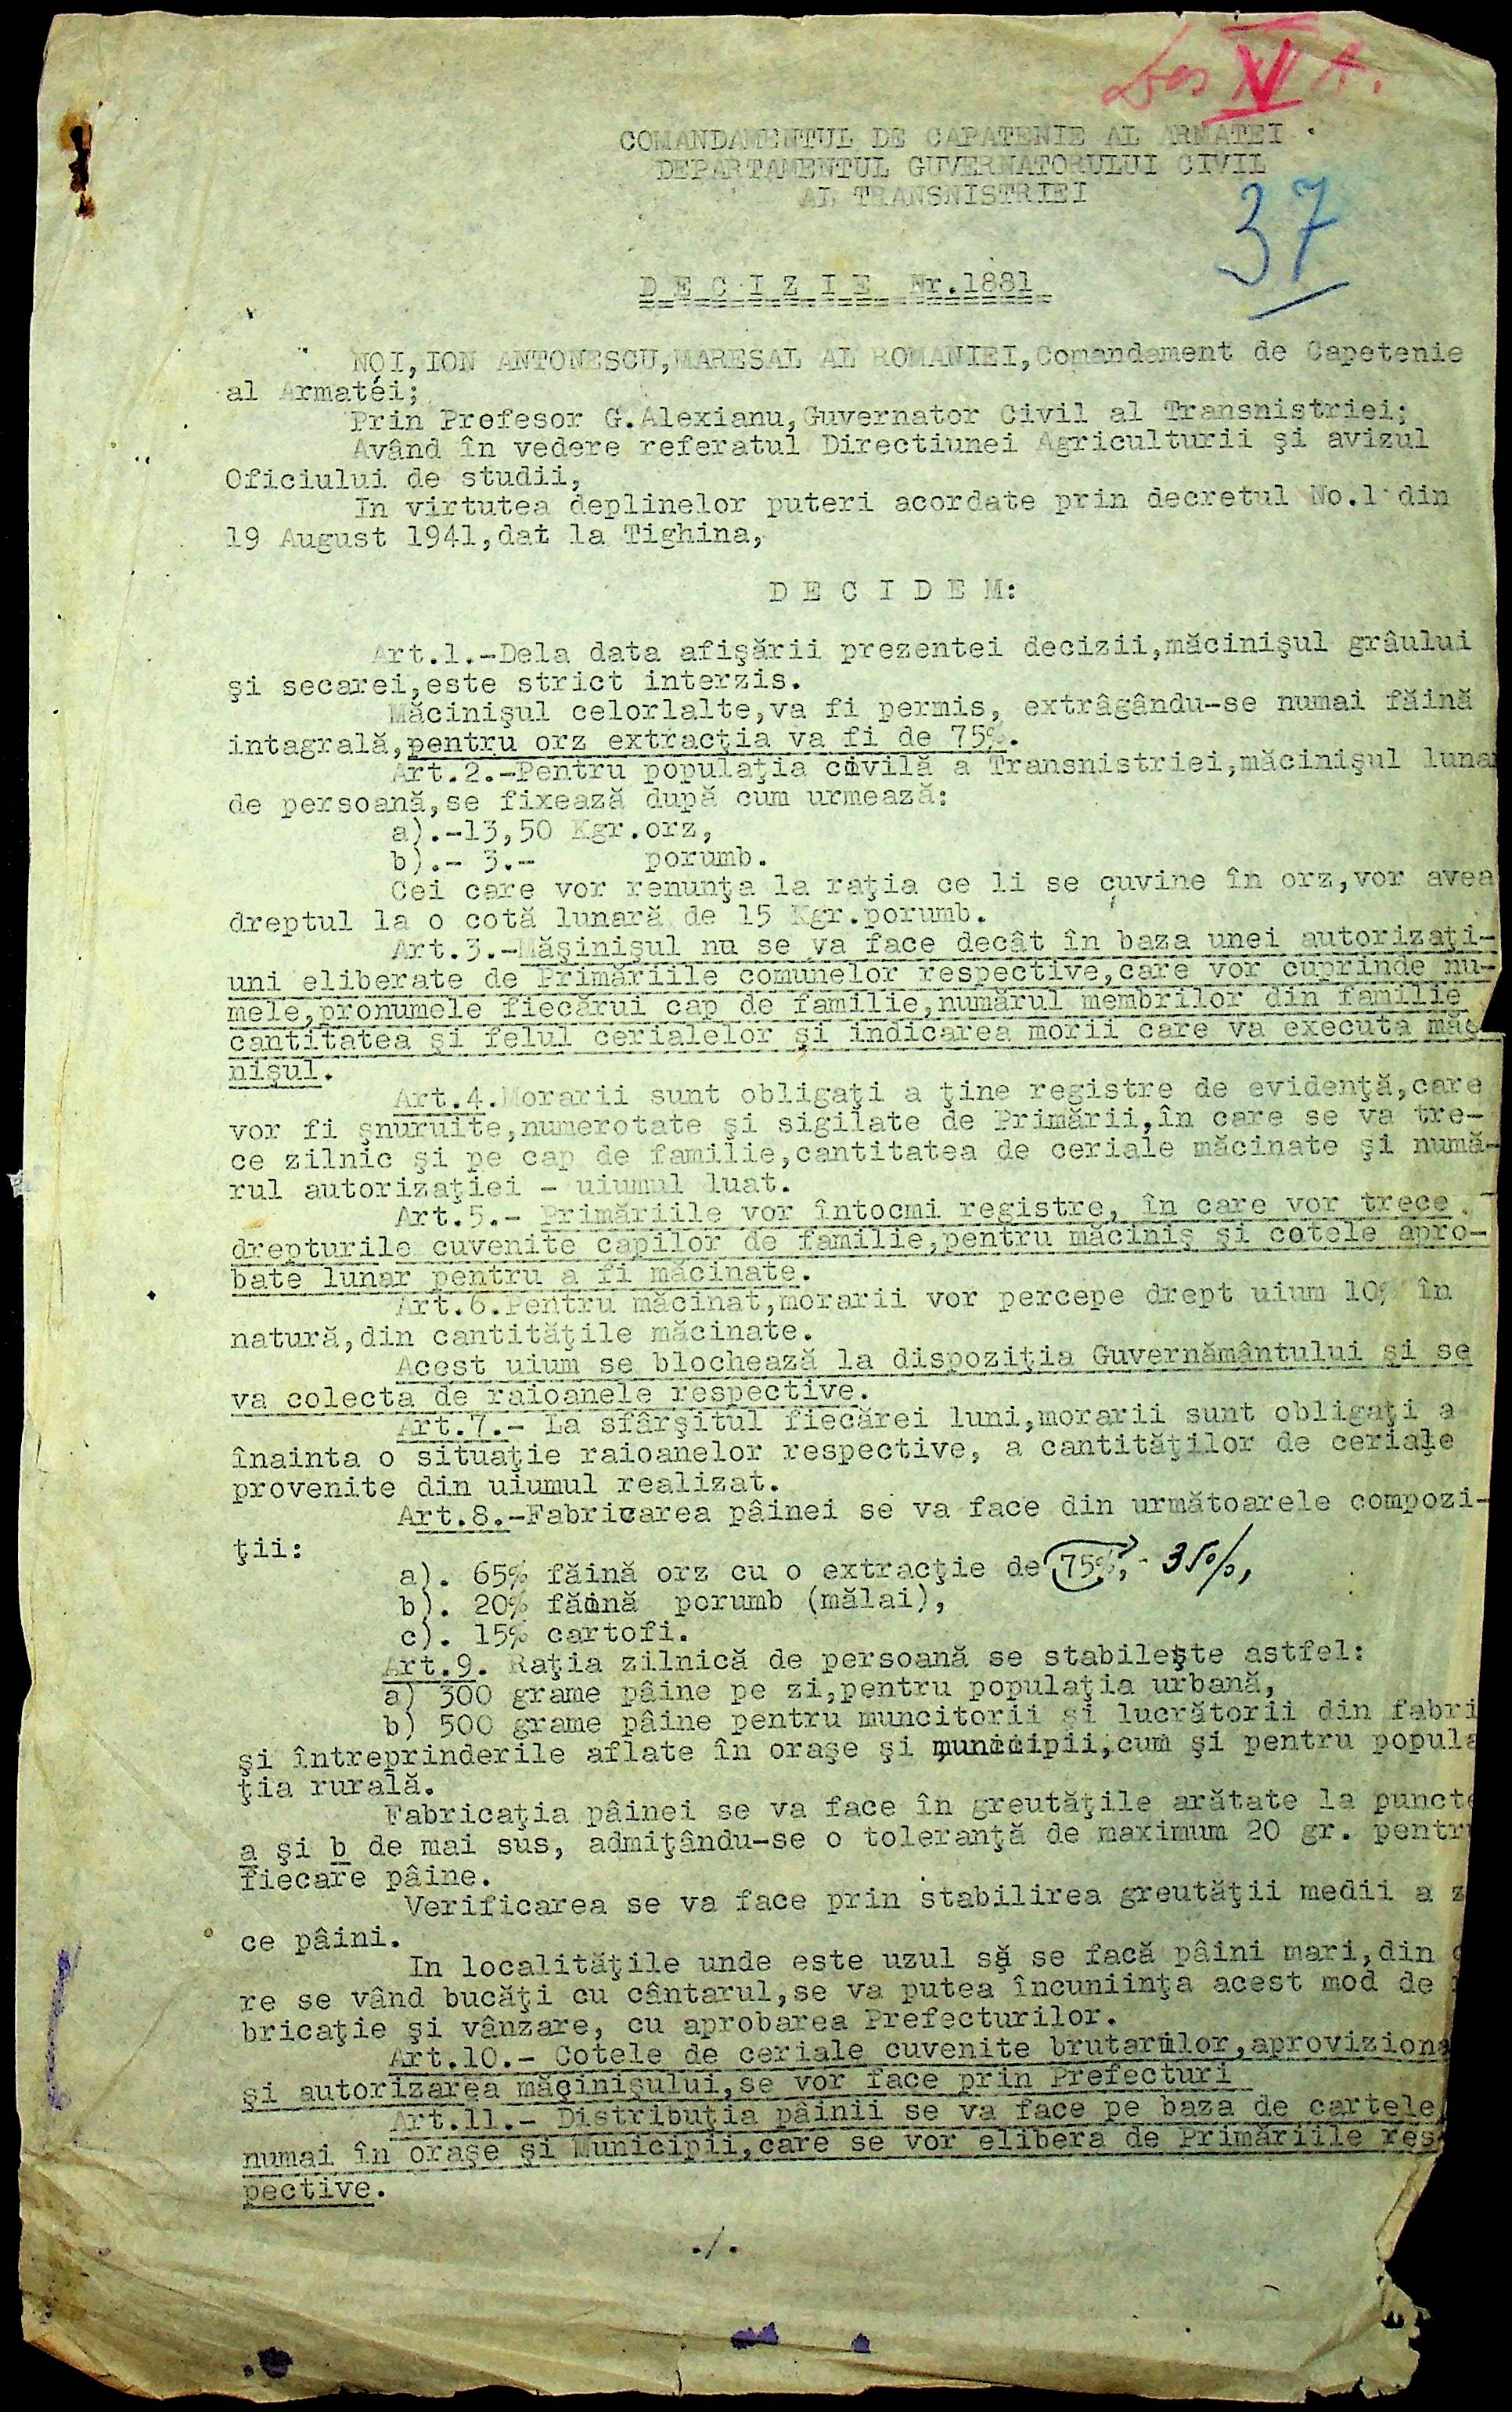 XV A.
COMANDAMENTUL DE CAPATENIE AL ARMATEI
DEPARTAMENTUL GUVERNATORULUI CIVIL
AL TRANSNISTRIEI
37
D E C I Z I E Nr.1881
NOI,ION ANTONESCU,MARESAL AL ROMANIEI,Comandament de Capetenie
al Armatei;
Prin Profesor G.Alexianu,Guvernator Civil al Transnistriei;
Având în vedere referatul Directiunei Agriculturii şi avizul
Oficiului de studii,
In virtutea deplinelor puteri acordate prin decretul No.1 din
19 August 1941,dat la Tighina,
D E C I D E M:
Art.1.-Dela data afişării prezentei decizii,măcinişul grâului
şi secarei,este strict interzis.
Măcinişul celorlalte,va fi permis, extrâgându-se numai făină
intagrală,pentru orz extracţia va fi de 75%.
Art.2.-Pentru populaţia civilă a Transnistriei,măcinişul luna
de persoană,se fixează după cum urmează:
a).-13,50 Kgr.orz,
b).- 3.- porumb.
Cei care vor renunţa la raţia ce li se cuvine în orz,vor avea
dreptul la o cotă lunară de 15 Kgr.porumb.
Art.3.-Măşinişul nu se va face decât în baza unei autorizaţi-
uni eliberate de Primăriile comunelor respective,care vor cuprinde nu-
mele,pronumele fiecărui cap de familie,numărul membrilor din familie
cantitatea şi felul cerialelor şi indicarea morii care va executa măc
nişul.
Art.4.Morarii sunt obligaţi a ţine registre de evidenţă,care
vor fi şnuruite,numerotate şi sigilate de Primării,în care se va tre-
ce zilnic şi pe cap de familie,cantitatea de ceriale măcinate şi numă-
rul autorizaţiei - uiumul luat.
Art.5.- Primăriile vor întocmi registre, în care vor trece
drepturile cuvenite capilor de familie,pentru măciniş şi cotele apro-
bate lunar pentru a fi măcinate.
Art.6.Pentru măcinat,morarii vor percepe drept uium 10% în
natură,din cantităţile măcinate.
Acest uium se blochează la dispoziţia Guvernământului şi se
va colecta de raioanele respective.
Art.7.- La sfârşitul fiecărei luni,morarii sunt obligaţi a
înainta o situaţie raioanelor respective, a cantităţilor de ceriale
provenite din uiumul realizat.
Art.8.-Fabricarea pâinei se va face din următoarele compozi-
ţii:
a). 65% făină orz cu o extracţie de 75%, - 35%,
b). 20% făină porumb (mălai),
c). 15% cartofi.
Art.9. Raţia zilnică de persoană se stabileşte astfel:
a) 300 grame pâine pe zi,pentru populaţia urbană,
b) 500 grame pâine pentru muncitorii şi lucrătorii din fabri
şi întreprinderile aflate în oraşe şi municipii,cum şi pentru popula
ţia rurală.
Fabricaţia pâinei se va face în greutăţile arătate la puncte
a şi b de mai sus, admiţându-se o toleranţă de maximum 20 gr. pentru
fiecare pâine.
Verificarea se va face prin stabilirea greutăţii medii a z
ce pâini.
In localităţile unde este uzul să se facă pâini mari,din c
re se vând bucăţi cu cântarul,se va putea încuniinţa acest mod de
bricaţie şi vânzare, cu aprobarea Prefecturilor.
Art.10.- Cotele de ceriale cuvenite brutarilor,aproviziona
şi autorizarea măcinişului,se vor face prin Prefecturi
Art.11.- Distribuţia pâinii se va face pe baza de cartele
numai în oraşe şi Municipii,care se vor elibera de Primăriile res-
pective.
./.